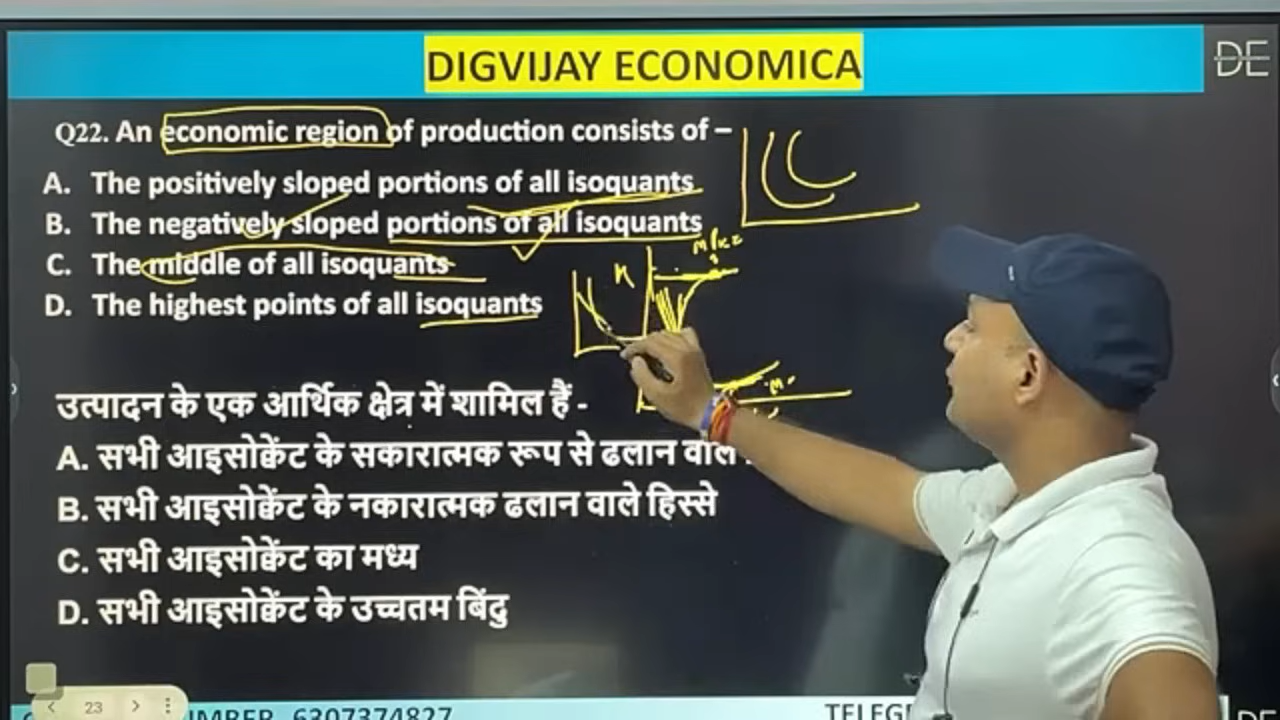 DIGVIJAY ECONOMICA
DE
Q22. An economic region of production consists of –
A. The positively sloped portions of all isoquants
B. The negatively sloped portions of all isoquants
C. The middle of all isoquants
D. The highest points of all isoquants
उत्पादन के एक आर्थिक क्षेत्र में शामिल हैं -
A. सभी आइसोक्वेंट के सकारात्मक रूप से ढलान वाले
B. सभी आइसोक्वेंट के नकारात्मक ढलान वाले हिस्से
C. सभी आइसोक्वेंट का मध्य
D. सभी आइसोक्वेंट के उच्चतम बिंदु
23
6307374827